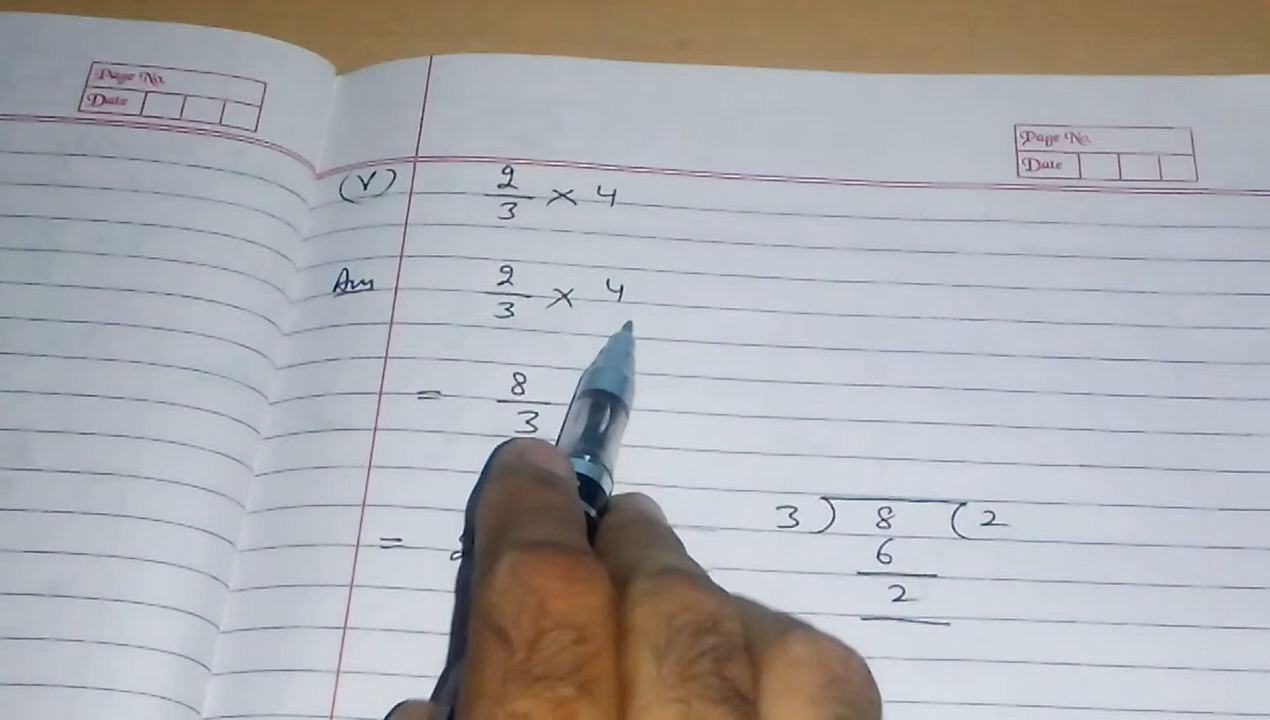 Page No.
Date
Page No.
Date
(V) 2/3 × 4
Ans 2/3 × 4
= 8/3
=
3 ) 8 ( 2
6
2